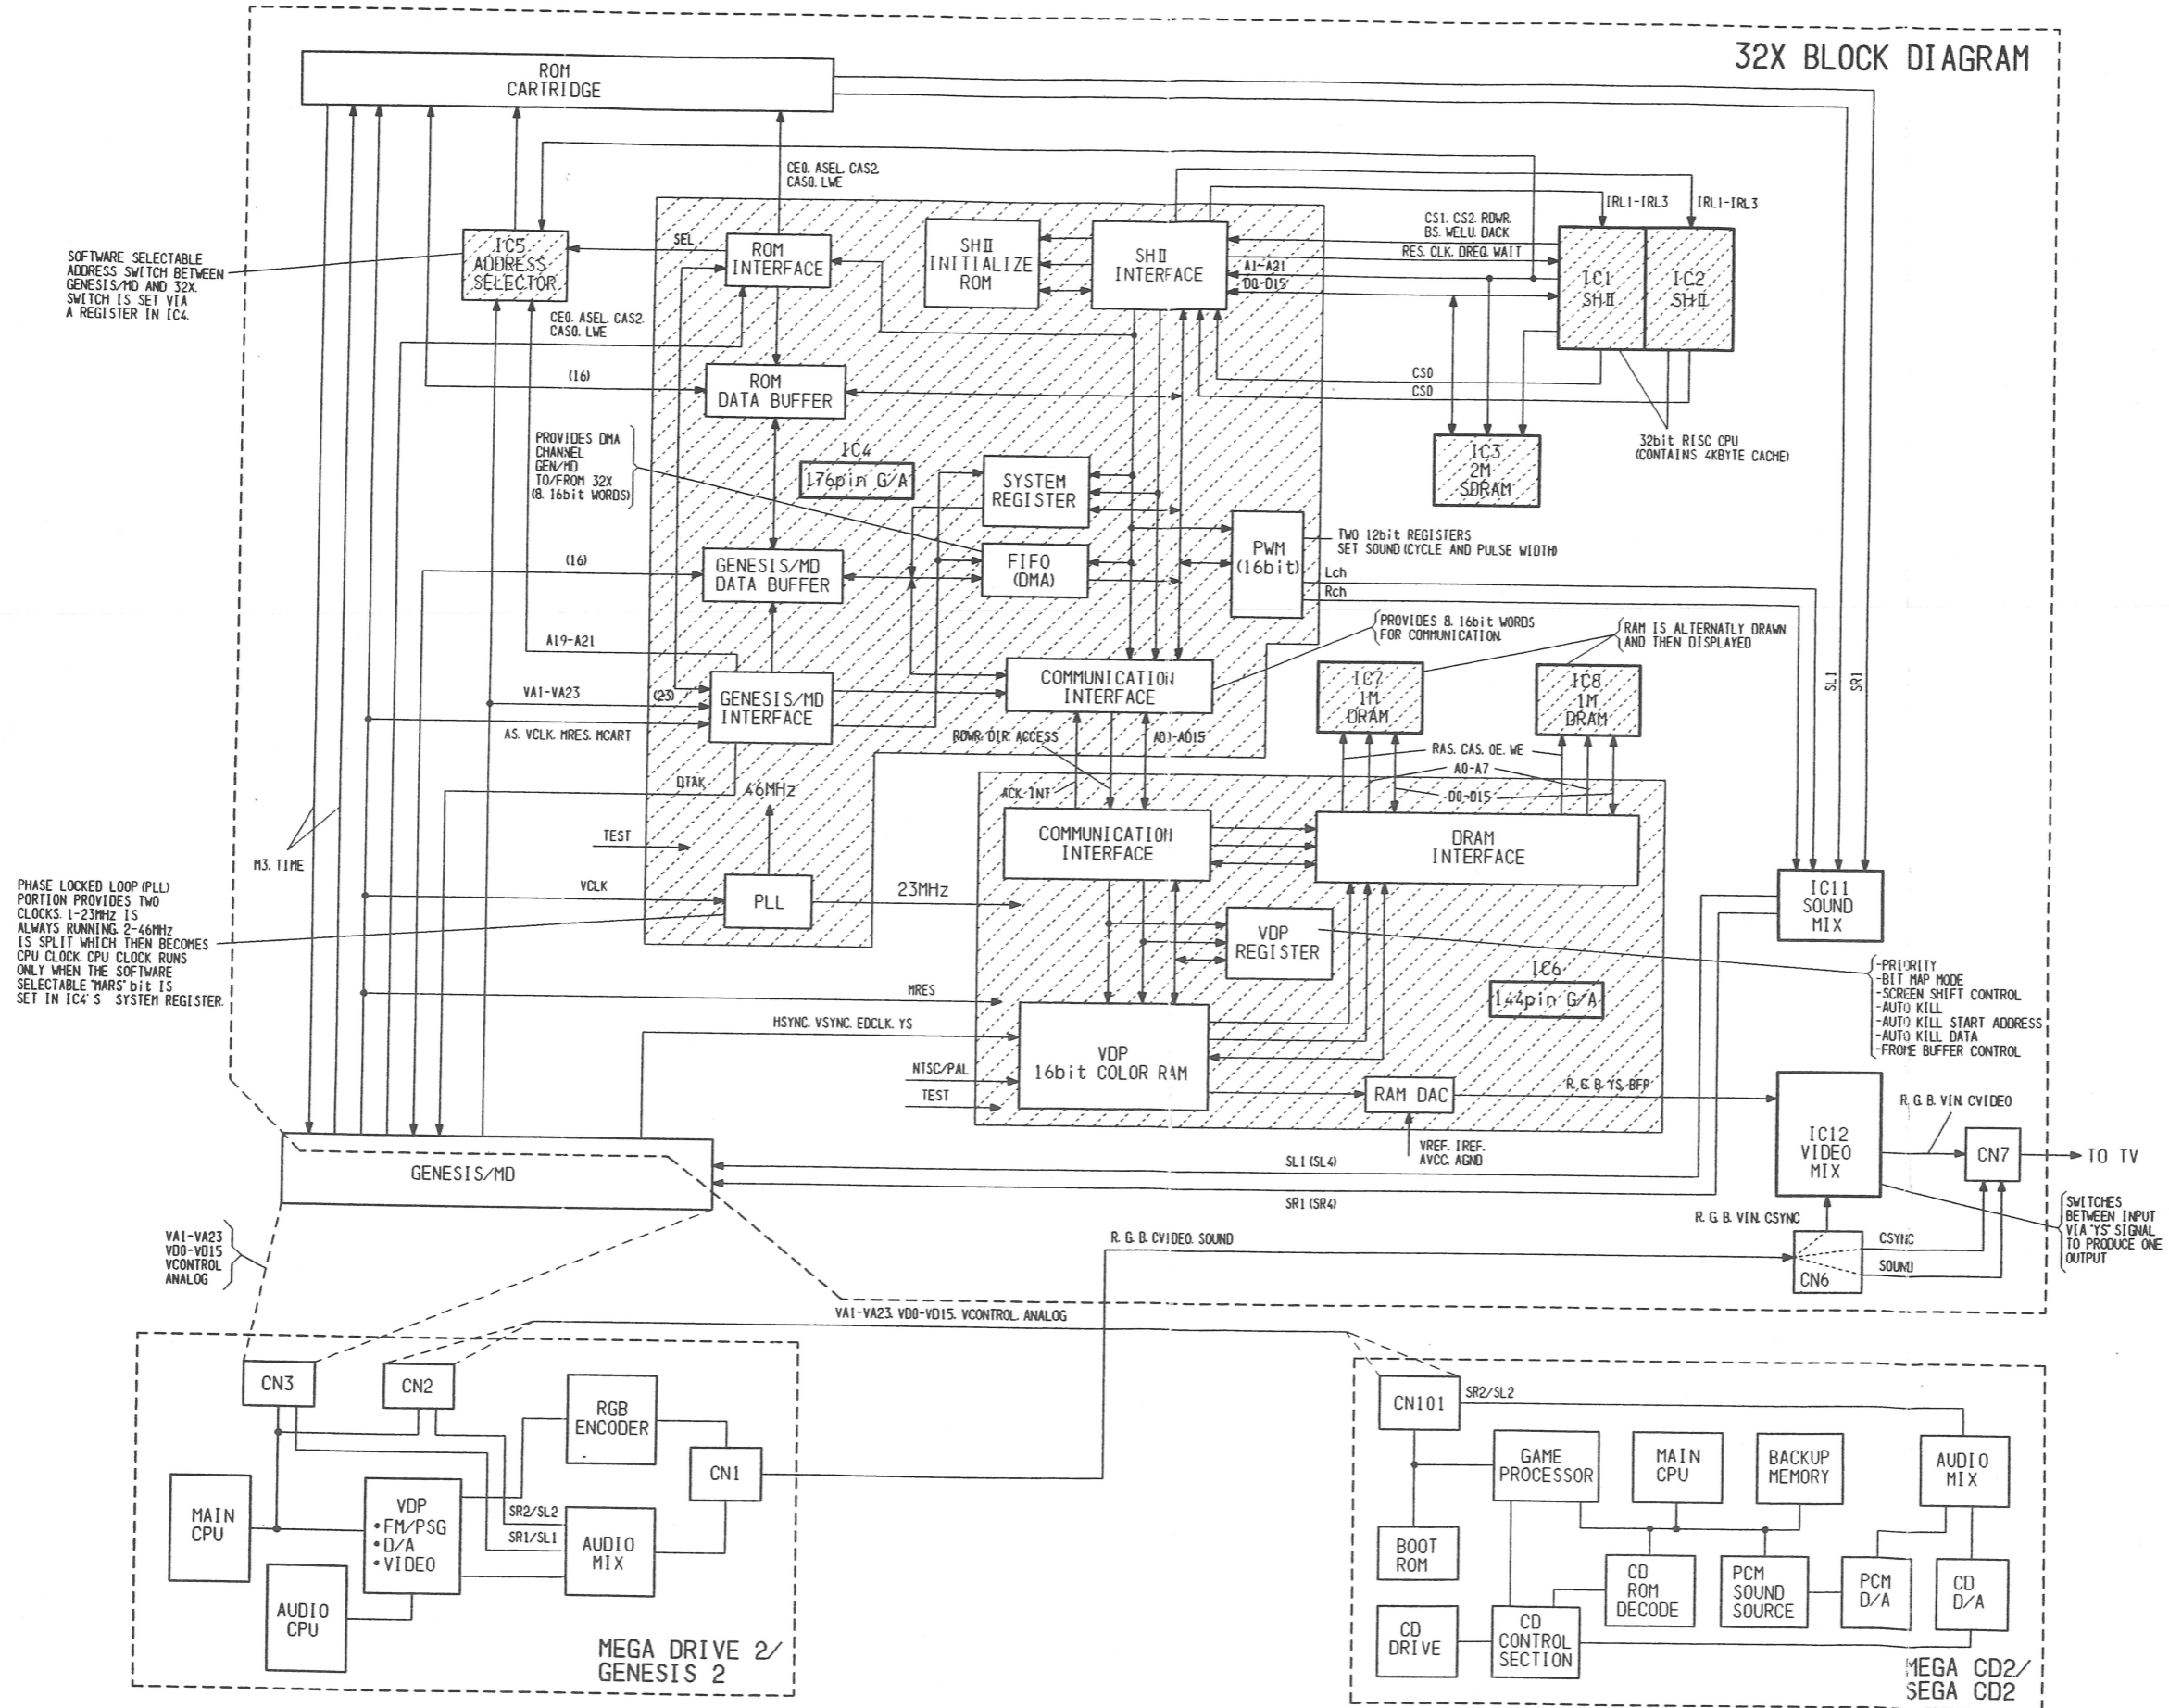 32X BLOCK DIAGRAM
ROM
CARTRIDGE
CE0. ASEL. CAS2.
CAS0. LWE
IRL1-IRL3
IRL1-IRL3
CS1. CS2. RDWR.
BS. WELU. DACK
RES. CLK. DREQ. WAIT
A1-A21
D0-D15
SOFTWARE SELECTABLE
ADDRESS SWITCH BETWEEN
GENESIS/MD AND 32X.
SWITCH IS SET VIA
A REGISTER IN IC4.
IC5
ADDRESS
SELECTOR
SEL
ROM
INTERFACE
SHⅡ
INITIALIZE
ROM
SHⅡ
INTERFACE
IC1
SHⅡ
IC2
SHⅡ
CE0. ASEL. CAS2.
CAS0. LWE
(16)
ROM
DATA BUFFER
CS0
CS0
32bit RISC CPU
(CONTAINS 4KBYTE CACHE)
PROVIDES DMA
CHANNEL
GEN/MD
TO/FROM 32X
(8. 16bit WORDS)
IC4
176pin G/A
SYSTEM
REGISTER
IC3
2M
SDRAM
(16)
GENESIS/MD
DATA BUFFER
FIFO
(DMA)
PWM
(16bit)
TWO 12bit REGISTERS
SET SOUND (CYCLE AND PULSE WIDTH)
Lch
Rch
A19-A21
PROVIDES 8. 16bit WORDS
FOR COMMUNICATION.
RAM IS ALTERNATLY DRAWN
AND THEN DISPLAYED
SL1
SR1
VA1-VA23
(23)
GENESIS/MD
INTERFACE
AS. VCLK. MRES. MCART
COMMUNICATION
INTERFACE
IC7
1M
DRAM
IC8
1M
DRAM
RDWR. DIR. ACCESS
AD1-AD15
RAS. CAS. OE. WE
A0-A7
D0-D15
DTAK
46MHz
ACK. INT
TEST
M3. TIME
COMMUNICATION
INTERFACE
DRAM
INTERFACE
PHASE LOCKED LOOP (PLL)
PORTION PROVIDES TWO
CLOCKS. 1-23MHz IS
ALWAYS RUNNING. 2-46MHz
IS SPLIT WHICH THEN BECOMES
CPU CLOCK. CPU CLOCK RUNS
ONLY WHEN THE SOFTWARE
SELECTABLE "MARS" bit IS
SET IN IC4'S SYSTEM REGISTER.
VCLK
PLL
23MHz
IC11
SOUND
MIX
VDP
REGISTER
IC6
144pin G/A
-PRIORITY
-BIT MAP MODE
-SCREEN SHIFT CONTROL
-AUTO KILL
-AUTO KILL START ADDRESS
-AUTO KILL DATA
-FROME BUFFER CONTROL
MRES
HSYNC. VSYNC. EDCLK. YS
NTSC/PAL
TEST
VDP
16bit COLOR RAM
RAM DAC
R. G. B. YS. BFP
VREF. IREF.
AVCC. AGND
IC12
VIDEO
MIX
R. G. B. VIN. CVIDEO
CN7
TO TV
GENESIS/MD
SL1 (SL4)
SR1 (SR4)
R. G. B. VIN. CSYNC
CSYNC
SOUND
CN6
SWITCHES
BETWEEN INPUT
VIA "YS" SIGNAL
TO PRODUCE ONE
OUTPUT
VA1-VA23
VD0-VD15
VCONTROL
ANALOG
R. G. B. CVIDEO. SOUND
VA1-VA23. VD0-VD15. VCONTROL. ANALOG
CN3
CN2
RGB
ENCODER
CN1
MAIN
CPU
VDP
•FM/PSG
•D/A
•VIDEO
SR2/SL2
SR1/SL1
AUDIO
MIX
AUDIO
CPU
MEGA DRIVE 2/
GENESIS 2
CN101
SR2/SL2
GAME
PROCESSOR
MAIN
CPU
BACKUP
MEMORY
AUDIO
MIX
BOOT
ROM
CD
ROM
DECODE
PCM
SOUND
SOURCE
PCM
D/A
CD
D/A
CD
DRIVE
CD
CONTROL
SECTION
MEGA CD2/
SEGA CD2